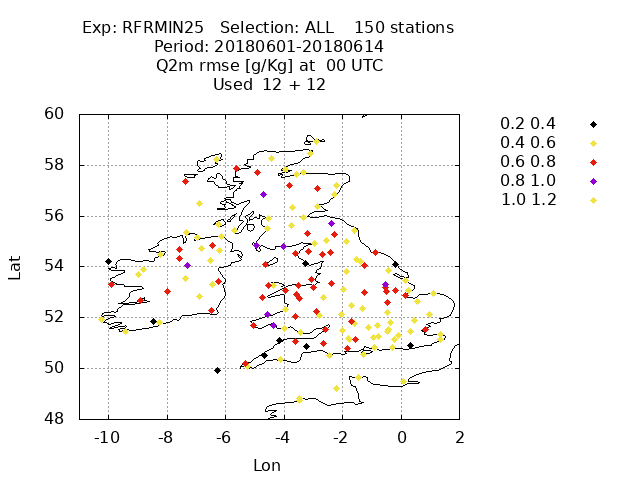 Exp: RFRMIN25 Selection: ALL 150 stations
Period: 20180601-20180614
Q2m rmse [g/Kg] at 00 UTC
Used 12 + 12
60
58
56
54
52
50
48
Lat
-10 -8 -6 -4 -2 0 2
Lon
0.2 0.4
0.4 0.6
0.6 0.8
0.8 1.0
1.0 1.2